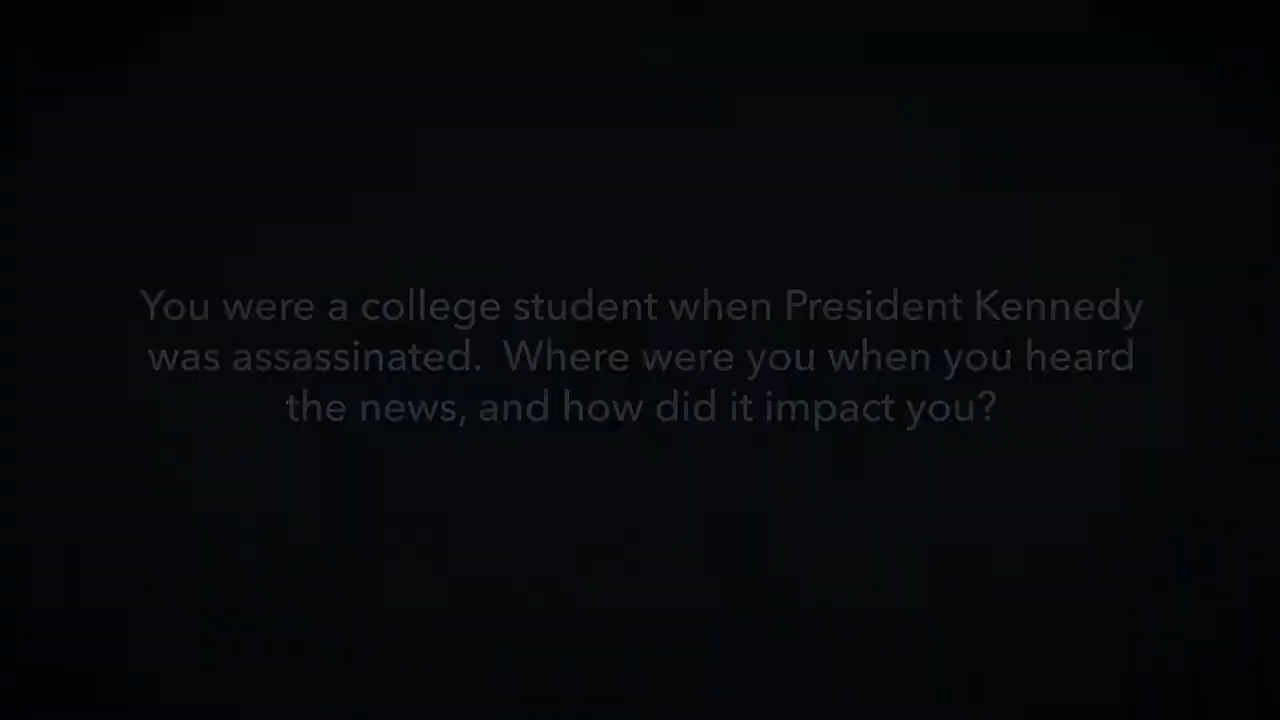 You were a college student when President Kennedy
was assassinated.  Where were you when you heard
the news, and how did it impact you?